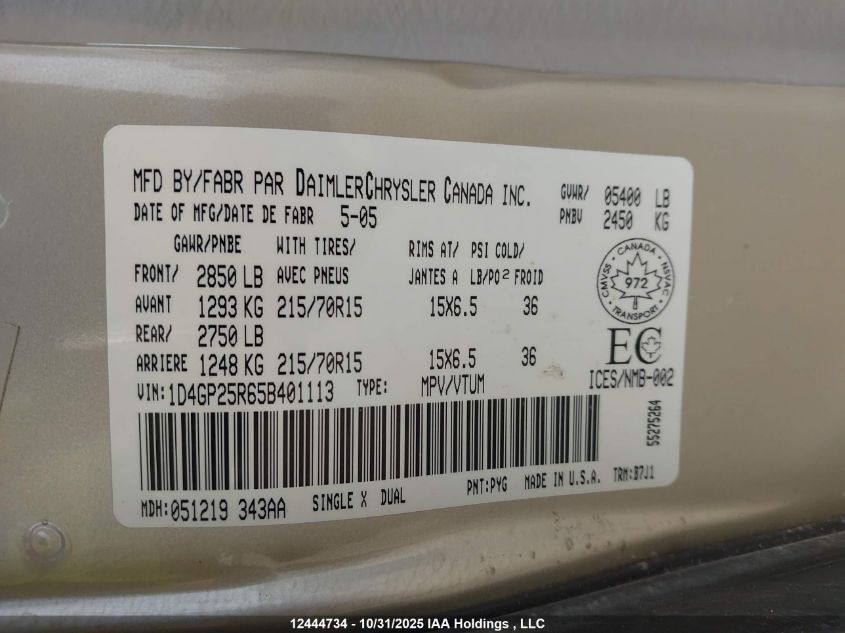 MFD BY/FABR PAR DAIMLERCHRYSLER CANADA INC.
GVWR/ 05400 LB
DATE OF MFG/DATE DE FABR 5-05
PNBV 2450 KG
GAWR/PNBE WITH TIRES/ RIMS AT/ PSI COLD/
FRONT/ 2850 LB AVEC PNEUS JANTES A LB/PO² FROID
AVANT 1293 KG 215/70R15 15X6.5 36
REAR/ 2750 LB
ARRIERE 1248 KG 215/70R15 15X6.5 36
CANADA
CMVSS NSVAC
972
TRANSPORT
EC
ICES/NMB-002
VIN:1D4GP25R65B401113 TYPE: MPV/VTUM
55275264
MDH:051219 343AA SINGLE X DUAL PNT:PYG MADE IN U.S.A. TRM:B7J1
12444734 - 10/31/2025 IAA Holdings , LLC